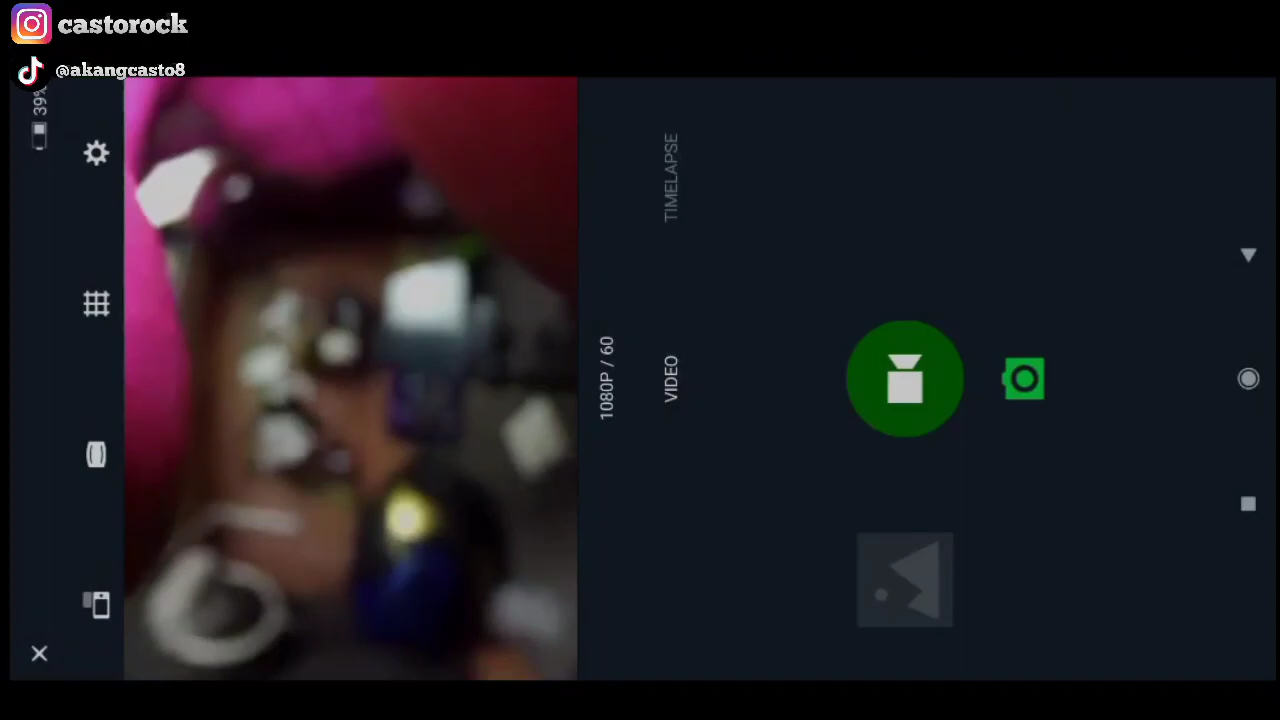 castorock
@akangcasto8
39%
TIMELAPSE
1080P / 60
VIDEO